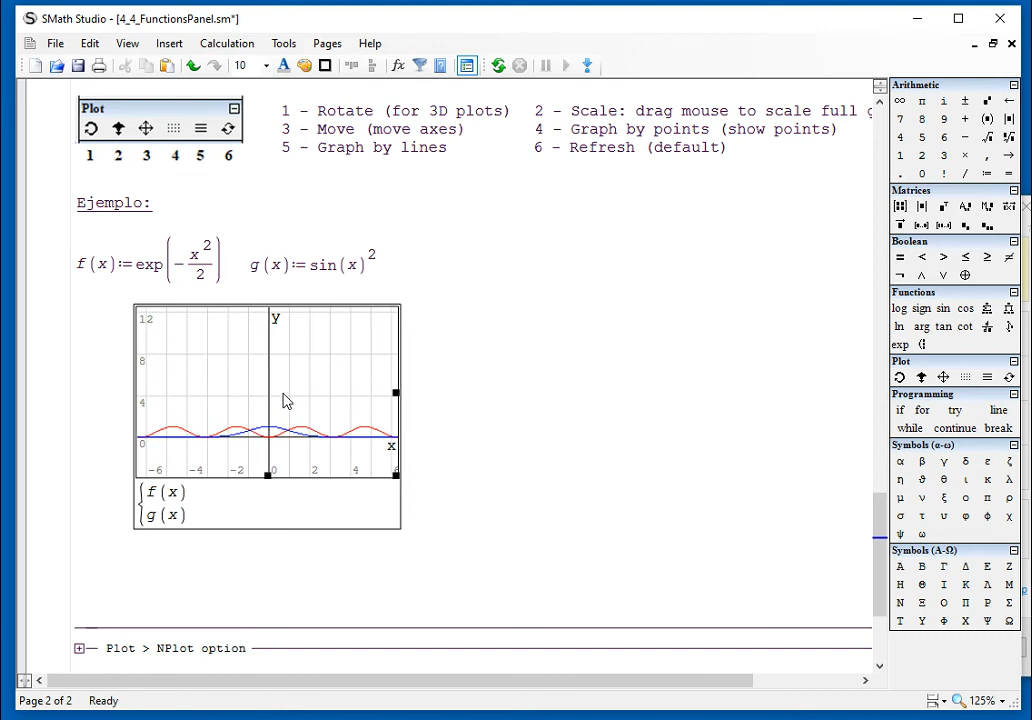 SMath Studio - [4_4_FunctionsPanel.sm*]
File Edit View Insert Calculation Tools Pages Help
10
Plot
1 2 3 4 5 6
1 - Rotate (for 3D plots) 2 - Scale: drag mouse to scale full g
3 - Move (move axes) 4 - Graph by points (show points)
5 - Graph by lines 6 - Refresh (default)
Ejemplo:
f(x):=exp(-x^2/2) g(x):=sin(x)^2
y
12
8
4
0
x
-6 -4 -2 0 2 4 6
f(x)
g(x)
Plot > NPlot option
Arithmetic
∞ π i ± ←
7 8 9 +
4 5 6 -
1 2 3 × , →
. 0 ! / := =
Matrices
Boolean
= < > ≤ ≥ ≠
¬ ∧ ∨ ⊕
Functions
log sign sin cos
ln arg tan cot
exp
Plot
Programming
if for try line
while continue break
Symbols (α-ω)
α β γ δ ε ζ
η ϑ θ ι κ λ
μ ν ξ ο π ρ
σ τ υ φ ϕ χ
ψ ω
Symbols (Α-Ω)
Α Β Γ Δ Ε Ζ
Η Θ Ι Κ Λ Μ
Ν Ξ Ο Π Ρ Σ
Τ Υ Φ Χ Ψ Ω
Page 2 of 2 Ready
125%